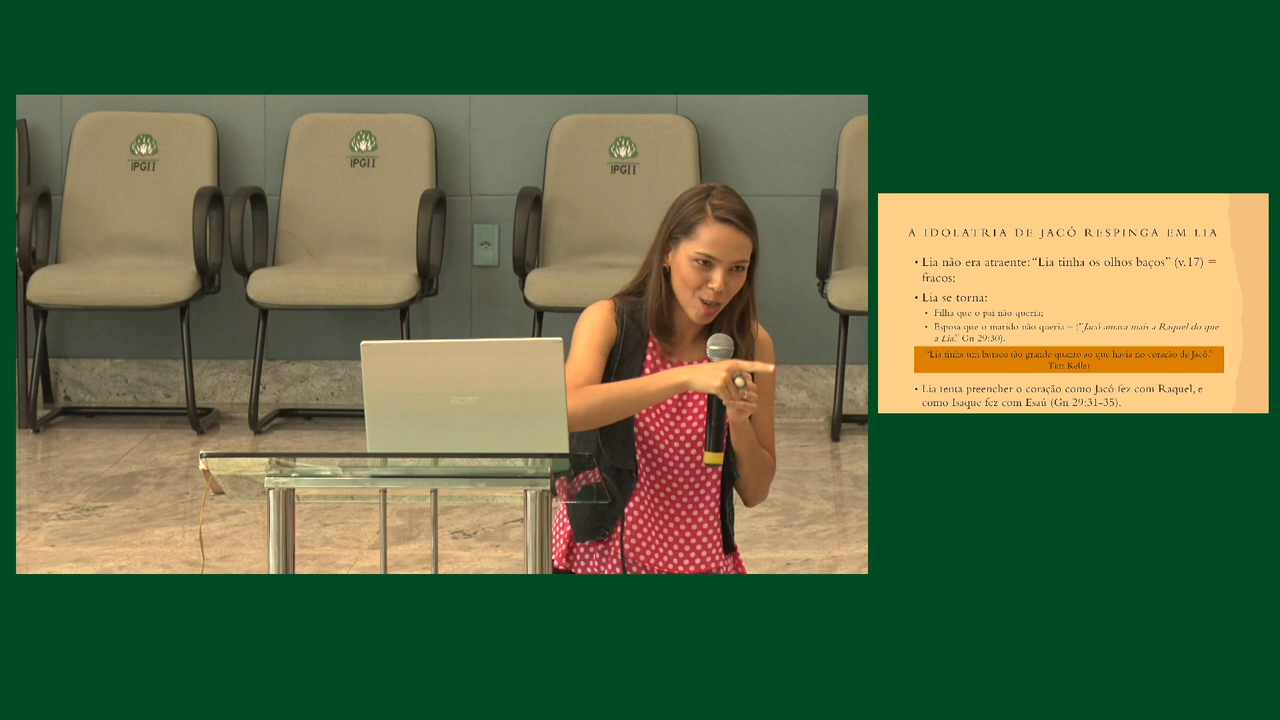 IPGII
IPGII
IPGII
acer
A IDOLATRIA DE JACÓ RESPINGA EM LIA
• Lia não era atraente: “Lia tinha os olhos baços” (v.17) =
fracos;
• Lia se torna:
• Filha que o pai não queria;
• Esposa que o marido não queria – (“Jacó amava mais a Raquel do que
a Lia.” Gn 29:30).
“Lia tinha um buraco tão grande quanto ao que havia no coração de Jacó.”
Tim Keller
• Lia tenta preencher o coração como Jacó fez com Raquel, e
como Isaque fez com Esaú (Gn 29:31-35).